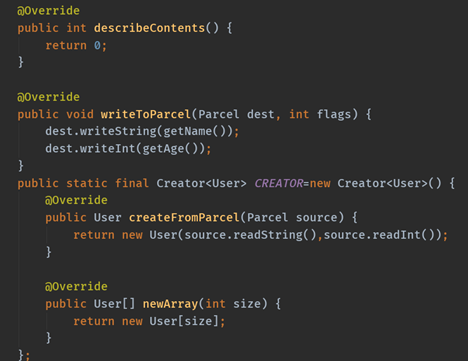 @Override
public int describeContents() {
    return 0;
}

@Override
public void writeToParcel(Parcel dest, int flags) {
    dest.writeString(getName());
    dest.writeInt(getAge());
}
public static final Creator<User> CREATOR=new Creator<User>() {
    @Override
    public User createFromParcel(Parcel source) {
        return new User(source.readString(),source.readInt());
    }

    @Override
    public User[] newArray(int size) {
        return new User[size];
    }
};